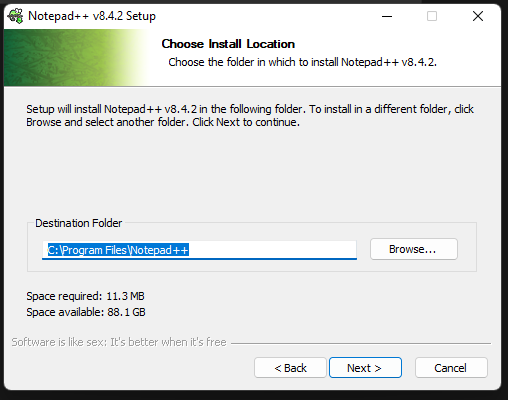 Notepad++ v8.4.2 Setup
Choose Install Location
Choose the folder in which to install Notepad++ v8.4.2.
Setup will install Notepad++ v8.4.2 in the following folder. To install in a different folder, click
Browse and select another folder. Click Next to continue.
Destination Folder
C:\Program Files\Notepad++
Browse...
Space required: 11.3 MB
Space available: 88.1 GB
Software is like sex: It's better when it's free
< Back
Next >
Cancel